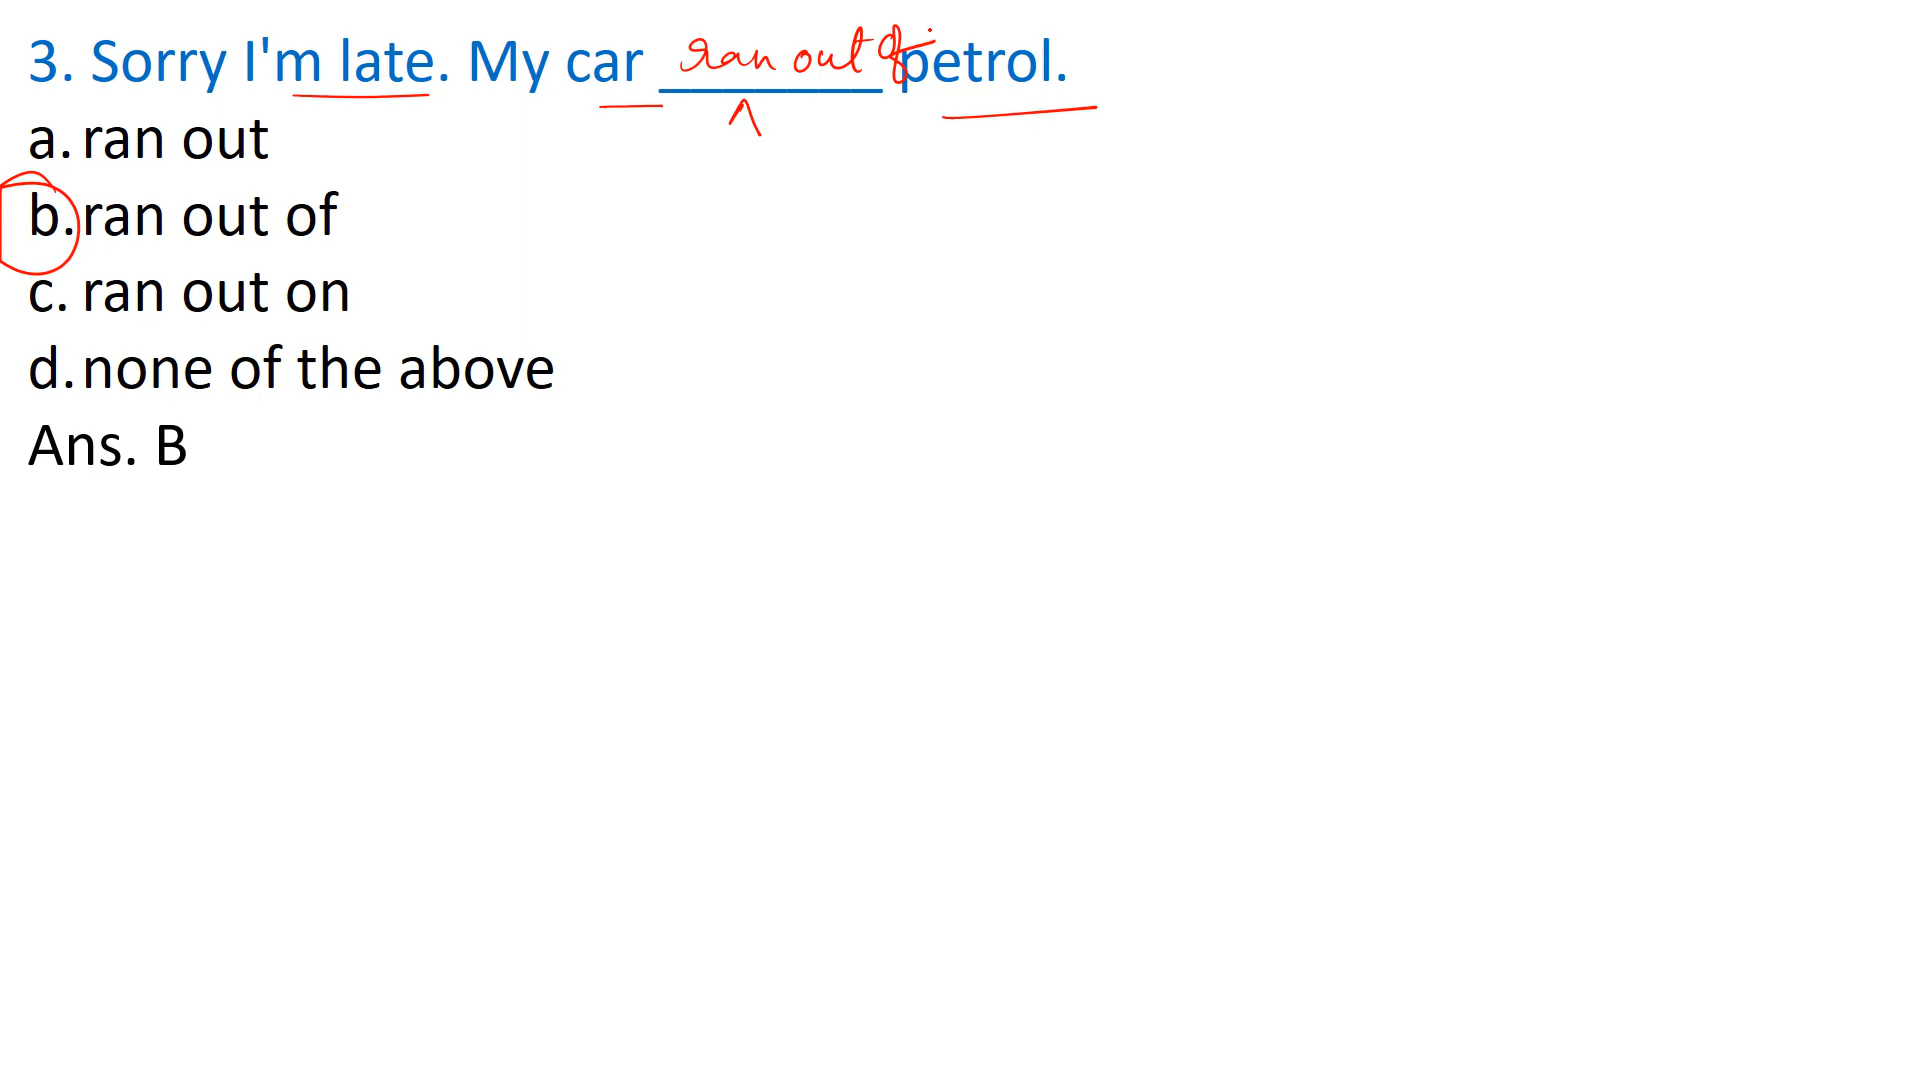 3. Sorry I'm late. My car ran out of petrol.
a. ran out
b. ran out of
c. ran out on
d. none of the above
Ans. B